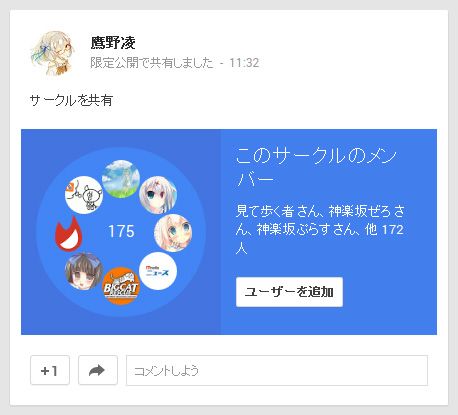 鷹野凌
限定公開で共有しました - 11:32
サークルを共有
175
ニュース
BIGCAT
このサークルのメン
バー
見て歩く者さん、神楽坂ぜろさ
ん、神楽坂ぷらすさん、他 172
人
ユーザーを追加
+1
コメントしよう